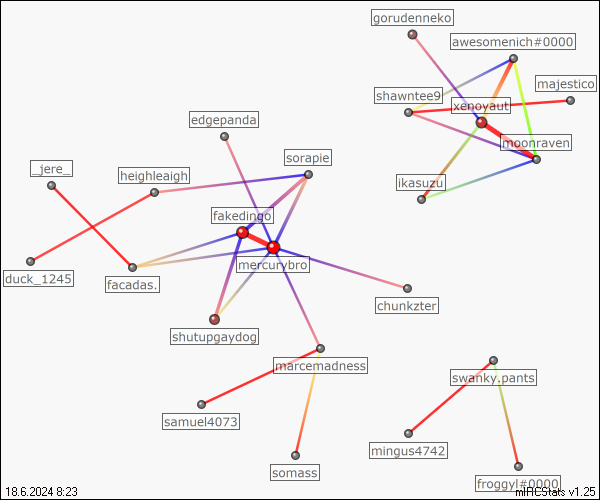 gorudenneko
awesomenich#0000
majestico
shawntee9
xenoyaut
edgepanda
moonraven
sorapie
_jere_
heighleaigh
ikasuzu
fakedingo
mercurybro
duck_1245
facadas.
chunkzter
shutupgaydog
marcemadness
swanky.pants
samuel4073
mingus4742
somass
froggyl#0000
18.6.2024 8:23
mIRCStats v1.25